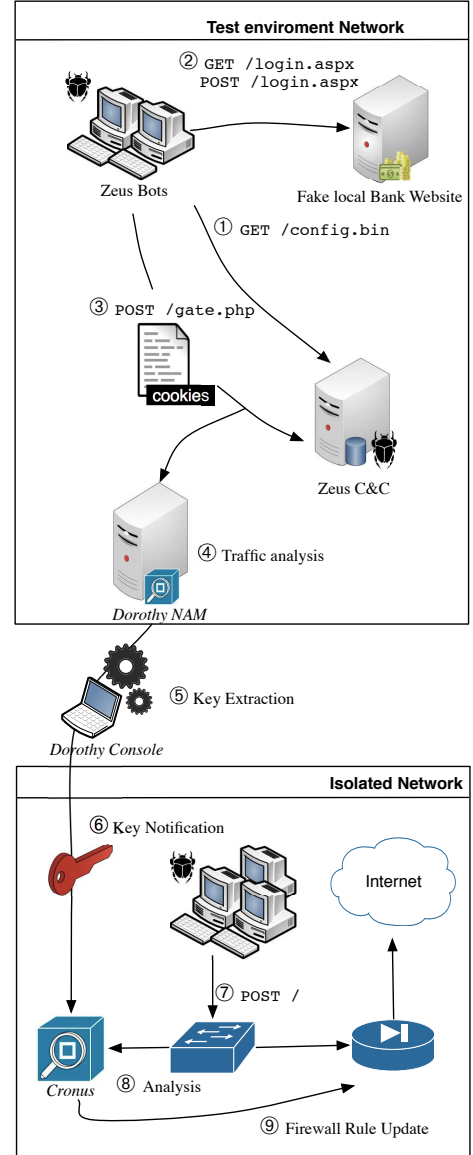 Test enviroment Network
② GET /login.aspx
POST /login.aspx
Zeus Bots
Fake local Bank Website
① GET /config.bin
③ POST /gate.php
cookies
Zeus C&C
④ Traffic analysis
Dorothy NAM
⑤ Key Extraction
Dorothy Console
Isolated Network
⑥ Key Notification
Internet
⑦ POST /
Cronus
⑧ Analysis
⑨ Firewall Rule Update